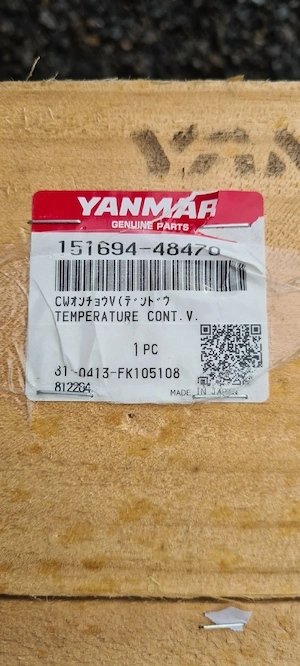 YANMAR
YANMAR
GENUINE PARTS
151694-48470
CWオンチョウV(デンドウ
TEMPERATURE CONT.V.
1PC
31-0413-FK105108
812204
MADE IN JAPAN